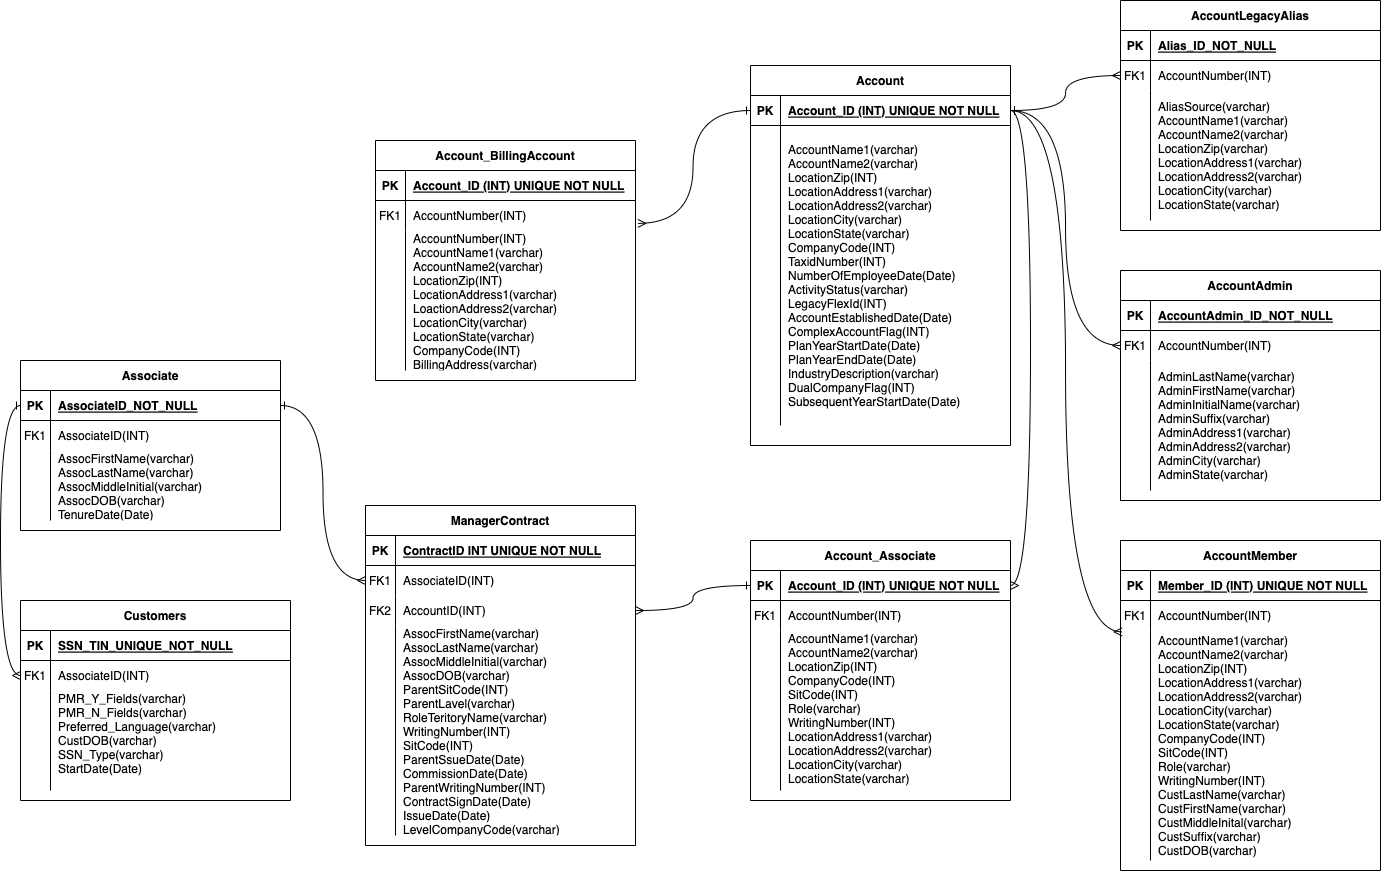 AccountLegacyAlias
PK Alias_ID_NOT_NULL
FK1 AccountNumber(INT)
AliasSource(varchar)
AccountName1(varchar)
AccountName2(varchar)
LocationZip(varchar)
LocationAddress1(varchar)
LocationAddress2(varchar)
LocationCity(varchar)
LocationState(varchar)
Account
PK Account_ID (INT) UNIQUE NOT NULL
AccountName1(varchar)
AccountName2(varchar)
LocationZip(INT)
LocationAddress1(varchar)
LocationAddress2(varchar)
LocationCity(varchar)
LocationState(varchar)
CompanyCode(INT)
TaxidNumber(INT)
NumberOfEmployeeDate(Date)
ActivityStatus(varchar)
LegacyFlexId(INT)
AccountEstablishedDate(Date)
ComplexAccountFlag(INT)
PlanYearStartDate(Date)
PlanYearEndDate(Date)
IndustryDescription(varchar)
DualCompanyFlag(INT)
SubsequentYearStartDate(Date)
Account_BillingAccount
PK Account_ID (INT) UNIQUE NOT NULL
FK1 AccountNumber(INT)
AccountNumber(INT)
AccountName1(varchar)
AccountName2(varchar)
LocationZip(INT)
LocationAddress1(varchar)
LoactionAddress2(varchar)
LocationCity(varchar)
LocationState(varchar)
CompanyCode(INT)
BillingAddress(varchar)
AccountAdmin
PK AccountAdmin_ID_NOT_NULL
FK1 AccountNumber(INT)
AdminLastName(varchar)
AdminFirstName(varchar)
AdminInitialName(varchar)
AdminSuffix(varchar)
AdminAddress1(varchar)
AdminAddress2(varchar)
AdminCity(varchar)
AdminState(varchar)
Associate
PK AssociateID_NOT_NULL
FK1 AssociateID(INT)
AssocFirstName(varchar)
AssocLastName(varchar)
AssocMiddleInitial(varchar)
AssocDOB(varchar)
TenureDate(Date)
ManagerContract
PK ContractID INT UNIQUE NOT NULL
FK1 AssociateID(INT)
FK2 AccountID(INT)
AssocFirstName(varchar)
AssocLastName(varchar)
AssocMiddleInitial(varchar)
AssocDOB(varchar)
ParentSitCode(INT)
ParentLavel(varchar)
RoleTeritoryName(varchar)
WritingNumber(INT)
SitCode(INT)
ParentSsueDate(Date)
CommissionDate(Date)
ParentWritingNumber(INT)
ContractSignDate(Date)
IssueDate(Date)
LevelCompanyCode(varchar)
Account_Associate
PK Account_ID (INT) UNIQUE NOT NULL
FK1 AccountNumber(INT)
AccountName1(varchar)
AccountName2(varchar)
LocationZip(INT)
CompanyCode(INT)
SitCode(INT)
Role(varchar)
WritingNumber(INT)
LocationAddress1(varchar)
LocationAddress2(varchar)
LocationCity(varchar)
LocationState(varchar)
AccountMember
PK Member_ID (INT) UNIQUE NOT NULL
FK1 AccountNumber(INT)
AccountName1(varchar)
AccountName2(varchar)
LocationZip(INT)
LocationAddress1(varchar)
LocationAddress2(varchar)
LocationCity(varchar)
LocationState(varchar)
CompanyCode(INT)
SitCode(INT)
Role(varchar)
WritingNumber(INT)
CustLastName(varchar)
CustFirstName(varchar)
CustMiddleInital(varchar)
CustSuffix(varchar)
CustDOB(varchar)
Customers
PK SSN_TIN_UNIQUE_NOT_NULL
FK1 AssociateID(INT)
PMR_Y_Fields(varchar)
PMR_N_Fields(varchar)
Preferred_Language(varchar)
CustDOB(varchar)
SSN_Type(varchar)
StartDate(Date)